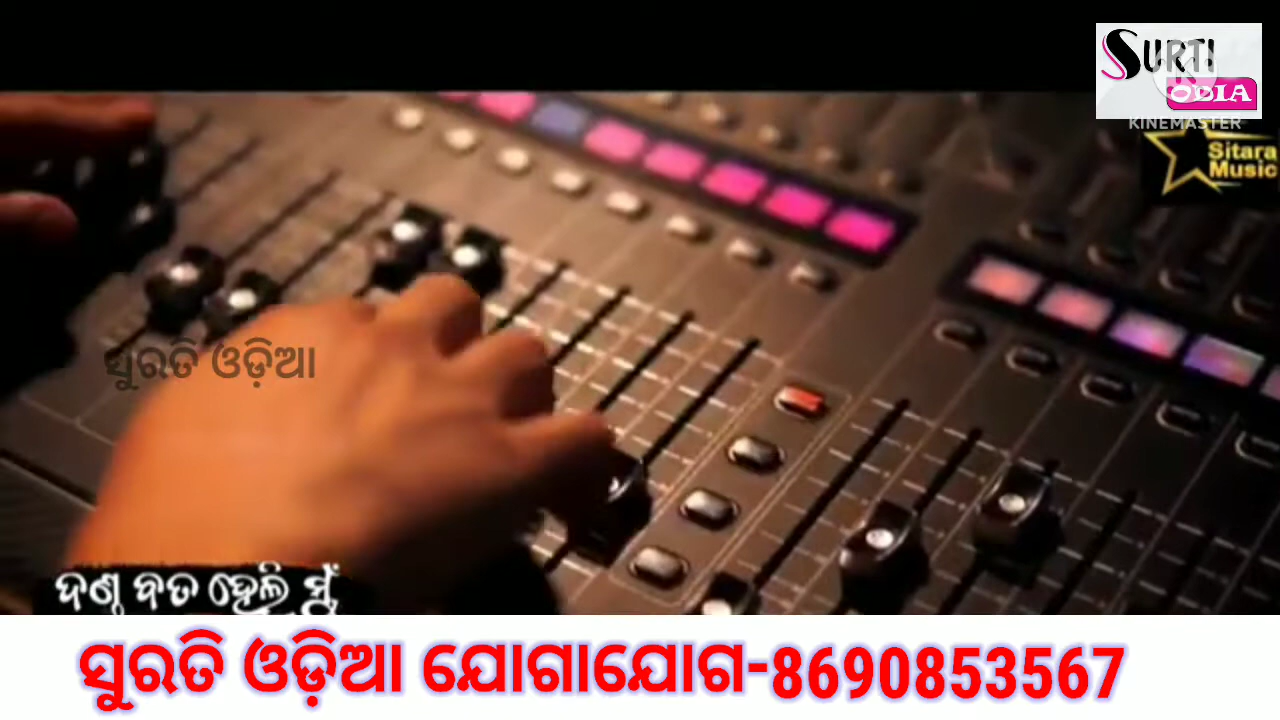 SURTI
ODIA
KINEMASTER
Sitara
Music
ସୁରତି ଓଡ଼ିଆ
ଦଣ୍ଡ ବତ ହେଲି ମୁଁ
ସୁରତି ଓଡ଼ିଆ ଯୋଗାଯୋଗ-8690853567